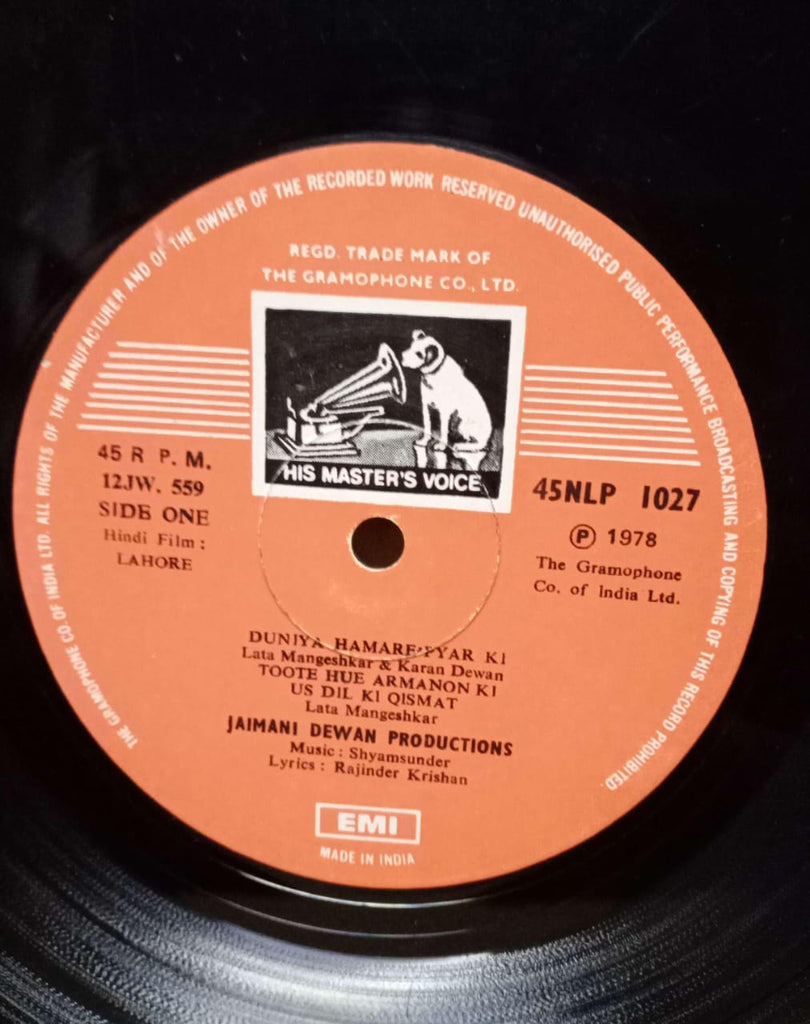 THE GRAMOPHONE CO. OF INDIA LTD. ALL RIGHTS OF THE MANUFACTURER AND OF THE OWNER OF THE RECORDED WORK RESERVED UNAUTHORISED PUBLIC PERFORMANCE BROADCASTING AND COPYING OF THIS RECORD PROHIBITED.
REGD. TRADE MARK OF
THE GRAMOPHONE CO., LTD.
HIS MASTER'S VOICE
45 R P. M.
12JW. 559
SIDE ONE
Hindi Film :
LAHORE
45NLP 1027
Ⓟ 1978
The Gramophone
Co. of India Ltd.
DUNIYA HAMARE PYAR KI
Lata Mangeshkar & Karan Dewan
TOOTE HUE ARMANON KI
US DIL KI QISMAT
Lata Mangeshkar
JAIMANI DEWAN PRODUCTIONS
Music : Shyamsunder
Lyrics : Rajinder Krishan
EMI
MADE IN INDIA